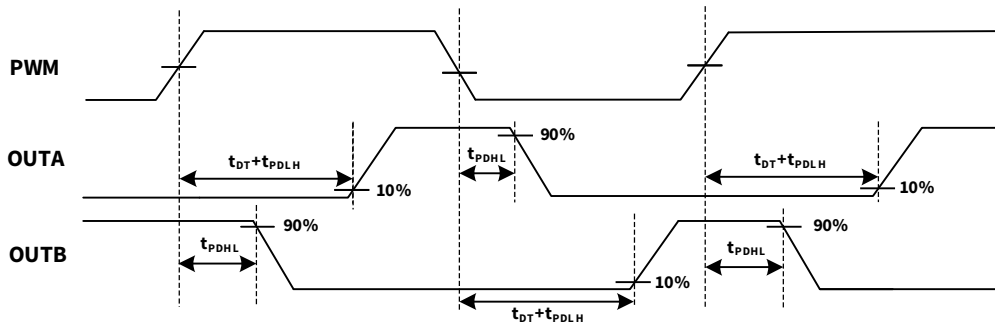 PWM
OUTA
90%
tPDHL
tDT+tPDLH
tDT+tPDLH
10%
10%
OUTB
90%
90%
tPDHL
tPDHL
10%
tDT+tPDLH